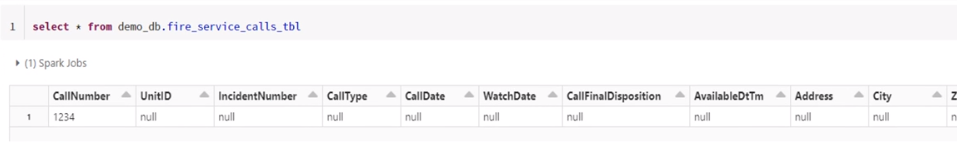 1 select * from demo_db.fire_service_calls_tbl
(1) Spark Jobs
CallNumber UnitID IncidentNumber CallType CallDate WatchDate CallFinalDisposition AvailableDtTm Address City Z
1 1234 null null null null null null null null null n